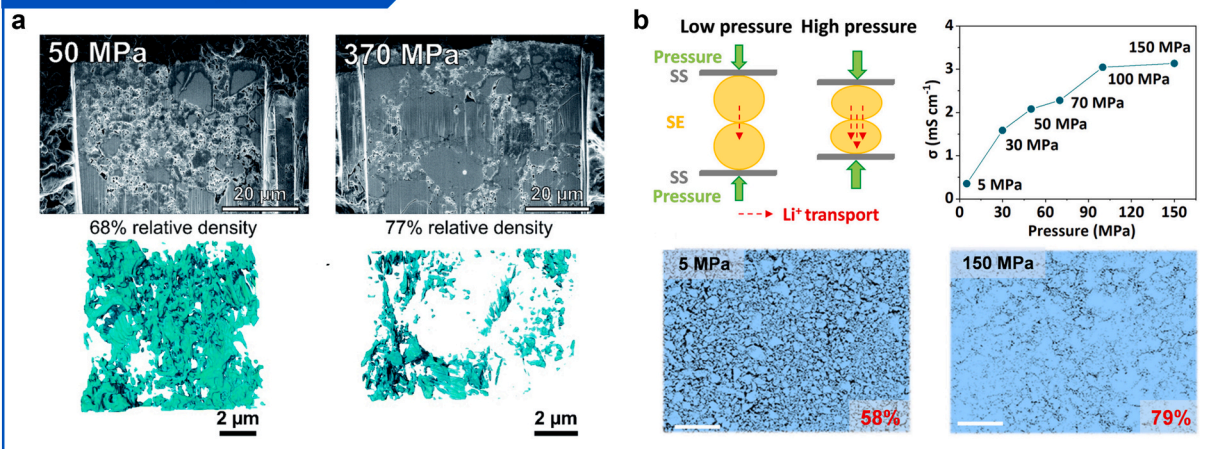 a
50 MPa
370 MPa
20 µm
20 µm
68% relative density
77% relative density
2 µm
2 µm
b
Low pressure
High pressure
Pressure
SS
SE
SS
Pressure
Li⁺ transport
σ (mS cm⁻¹)
4
3
2
1
0
0
30
60
90
120
150
Pressure (MPa)
5 MPa
30 MPa
50 MPa
70 MPa
100 MPa
150 MPa
5 MPa
58%
150 MPa
79%